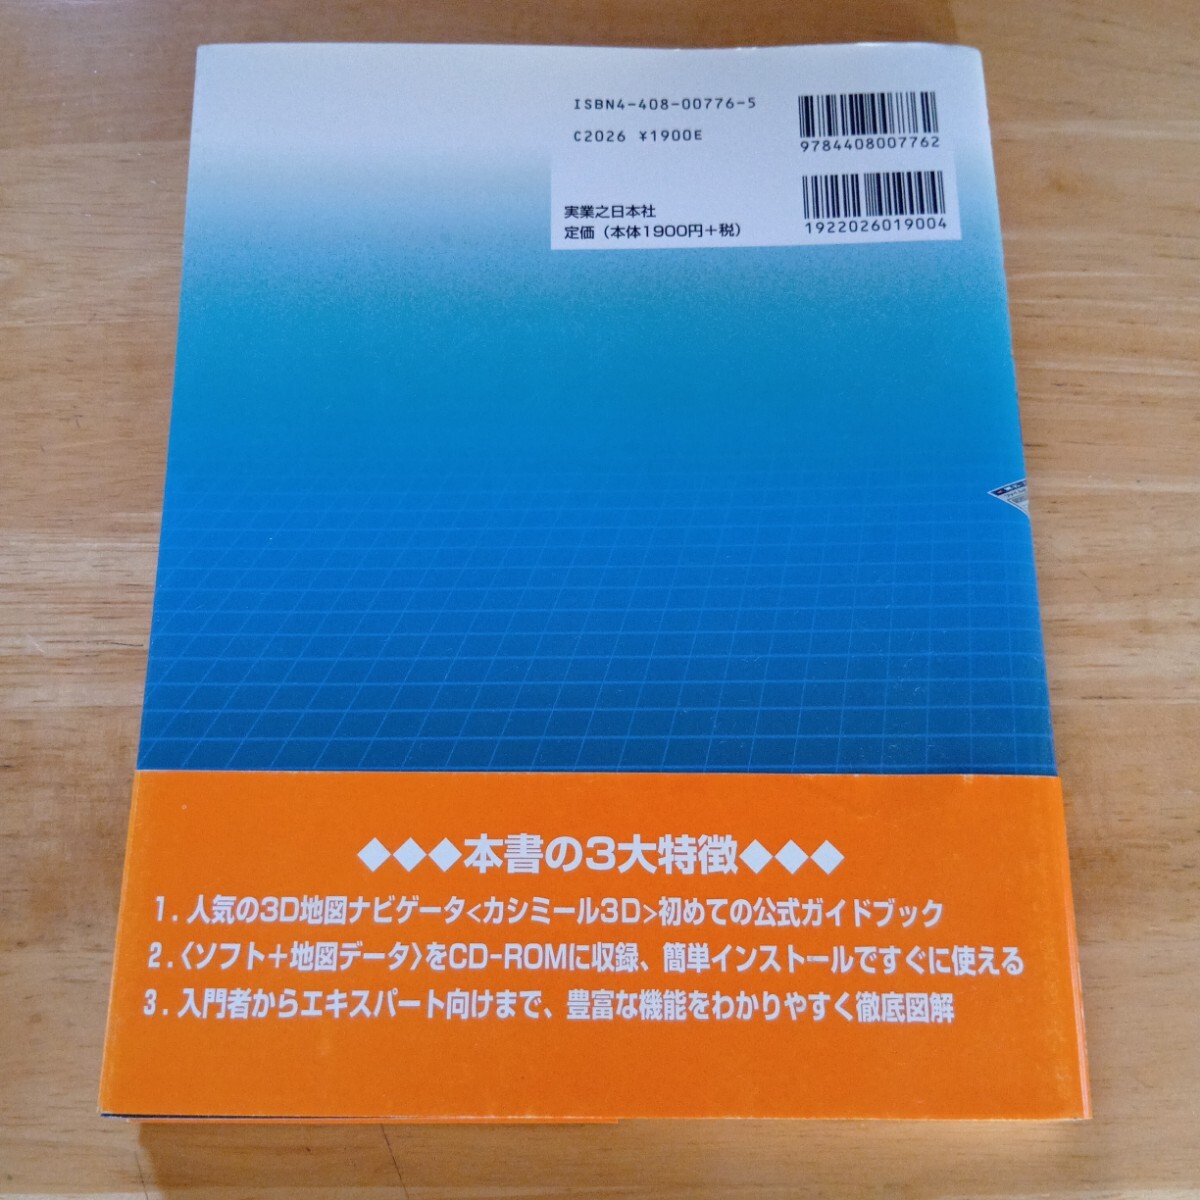 ISBN4-408-00776-5
C2026 ¥1900E
9784408007762
実業之日本社
定価（本体1900円＋税）
1922026019004
◆◆◆本書の3大特徴◆◆◆
1．人気の3D地図ナビゲータ<カシミール3D>初めての公式ガイドブック
2．〈ソフト＋地図データ〉をCD-ROMに収録、簡単インストールですぐに使える
3．入門者からエキスパート向けまで、豊富な機能をわかりやすく徹底図解